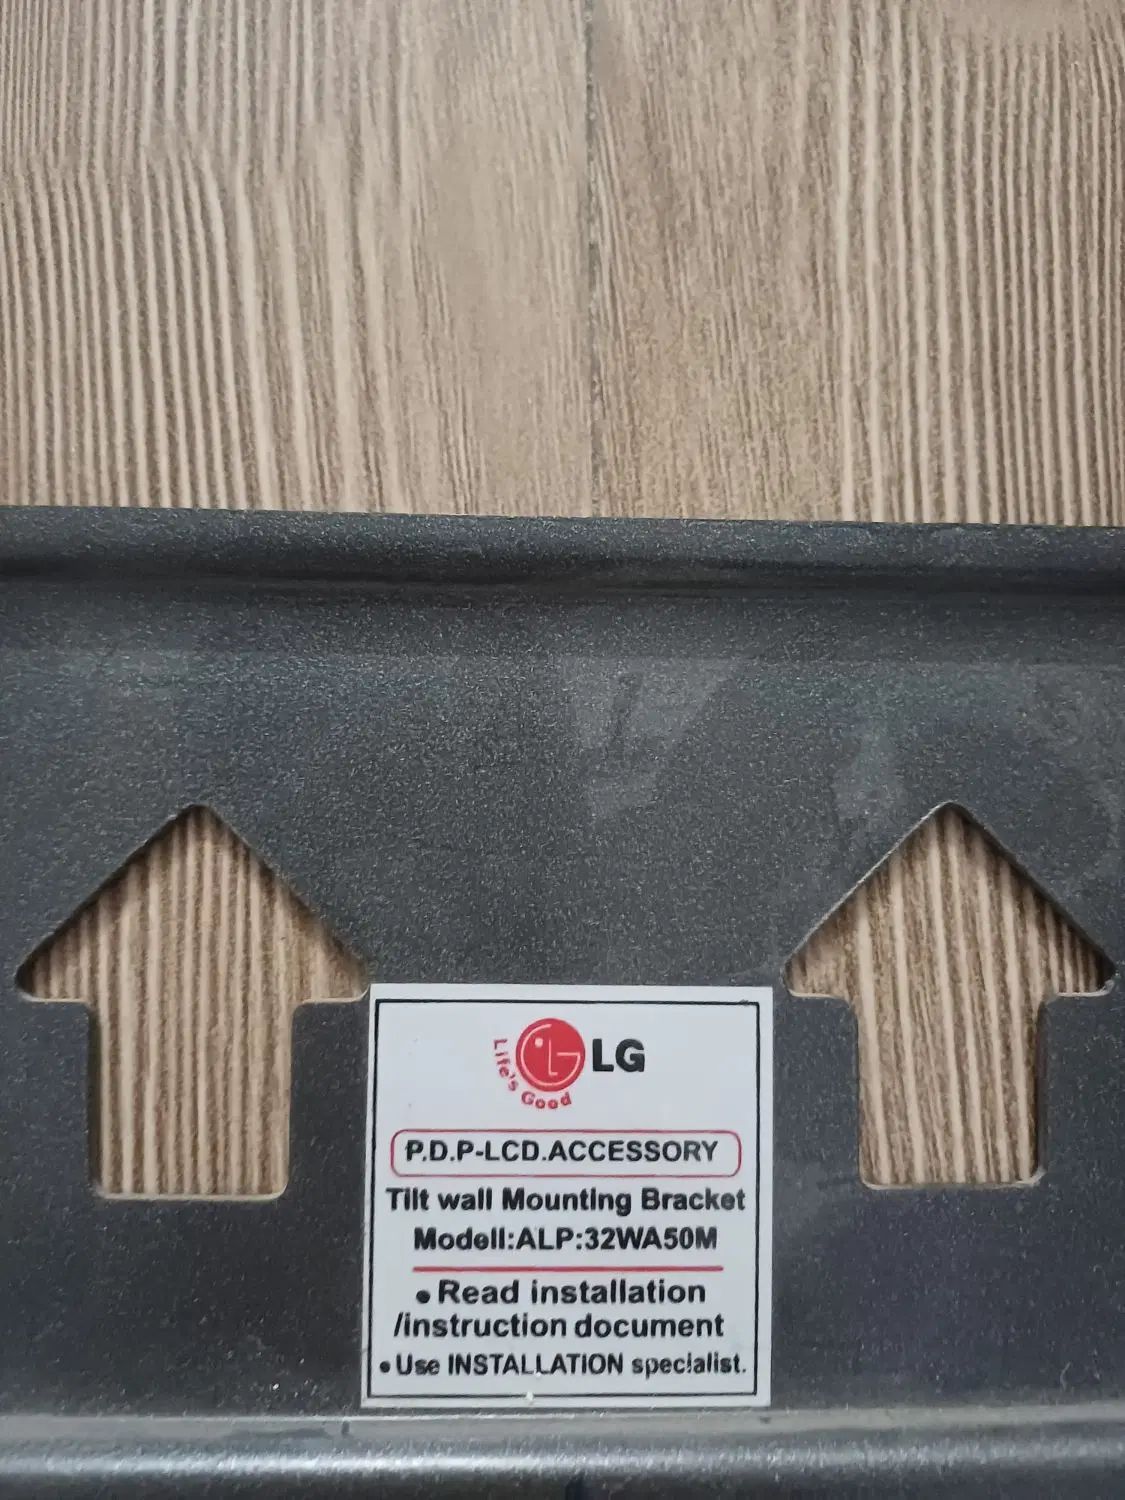 LG
Life's Good
P.D.P-LCD.ACCESSORY
Tilt wall Mounting Bracket
Modell:ALP:32WA50M
• Read installation
/instruction document
• Use INSTALLATION specialist.